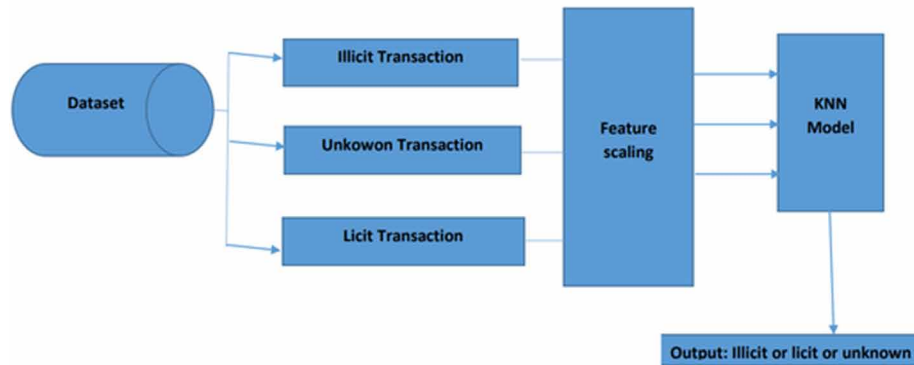 Dataset
Illicit Transaction
Unkowon Transaction
Licit Transaction
Feature
scaling
KNN
Model
Output: Illicit or licit or unknown